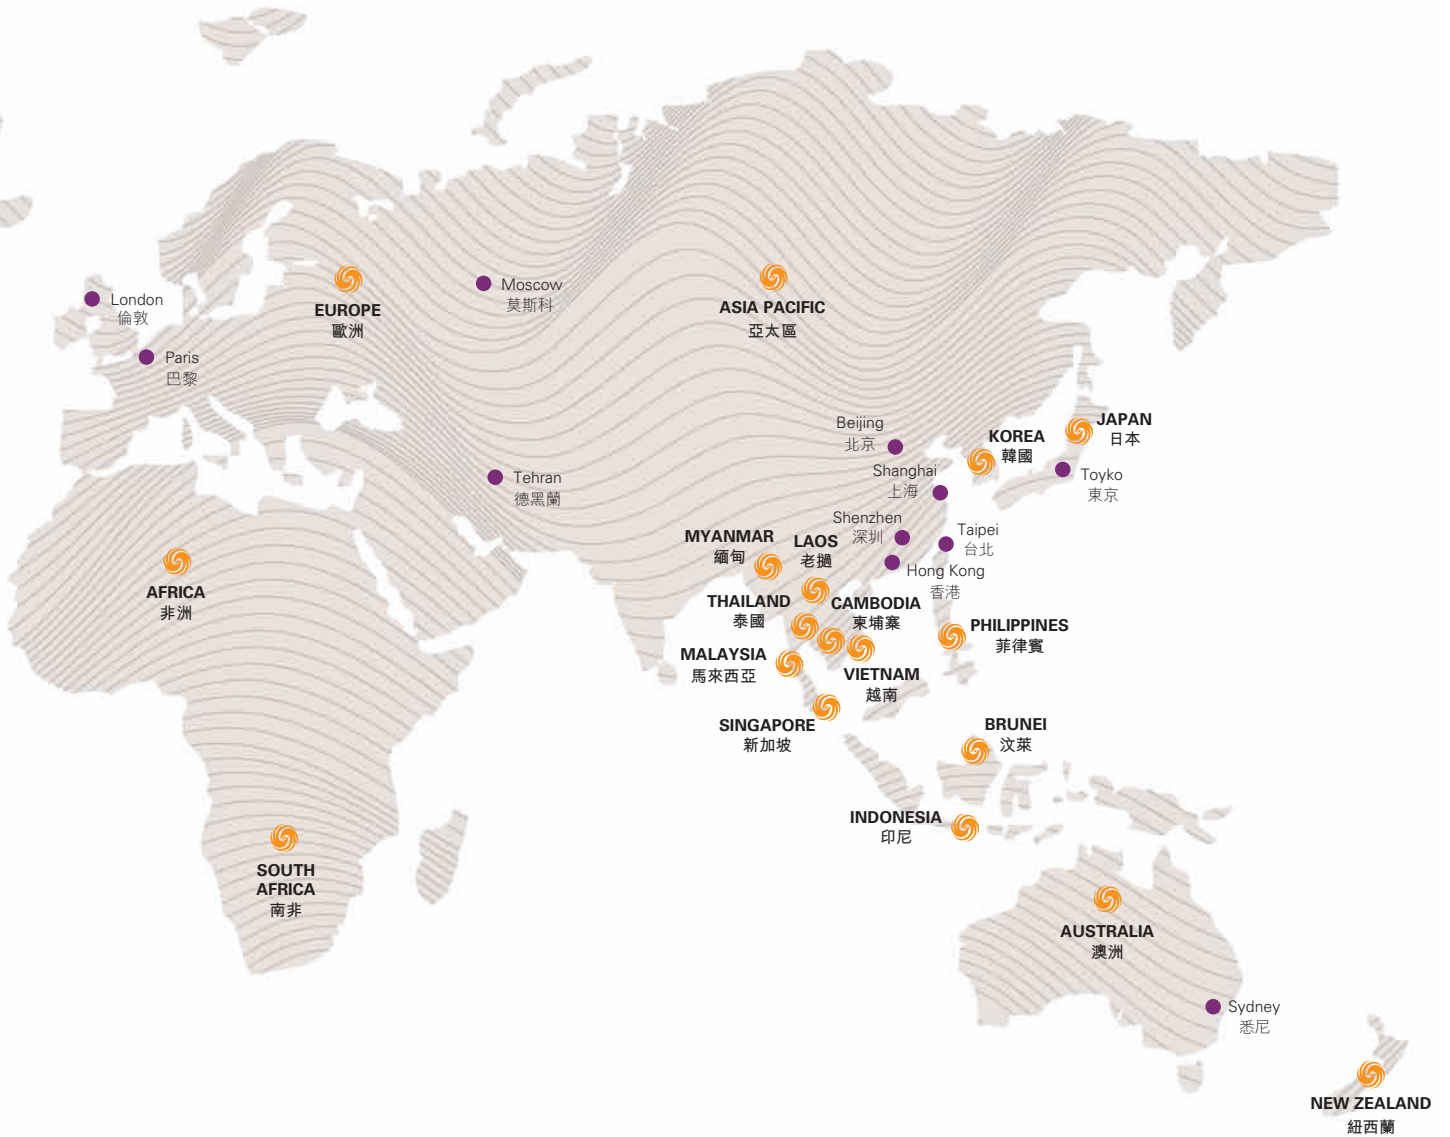 London
倫敦
EUROPE
歐洲
Moscow
莫斯科
ASIA PACIFIC
亞太區
Paris
巴黎
Beijing
北京
KOREA
韓國
JAPAN
日本
Shanghai
上海
Tehran
德黑蘭
Toyko
東京
Shenzhen
深圳
Taipei
台北
MYANMAR
緬甸
LAOS
老撾
Hong Kong
香港
AFRICA
非洲
THAILAND
泰國
CAMBODIA
柬埔寨
PHILIPPINES
菲律賓
MALAYSIA
馬來西亞
VIETNAM
越南
SINGAPORE
新加坡
BRUNEI
汶萊
INDONESIA
印尼
SOUTH
AFRICA
南非
AUSTRALIA
澳洲
Sydney
悉尼
NEW ZEALAND
紐西蘭